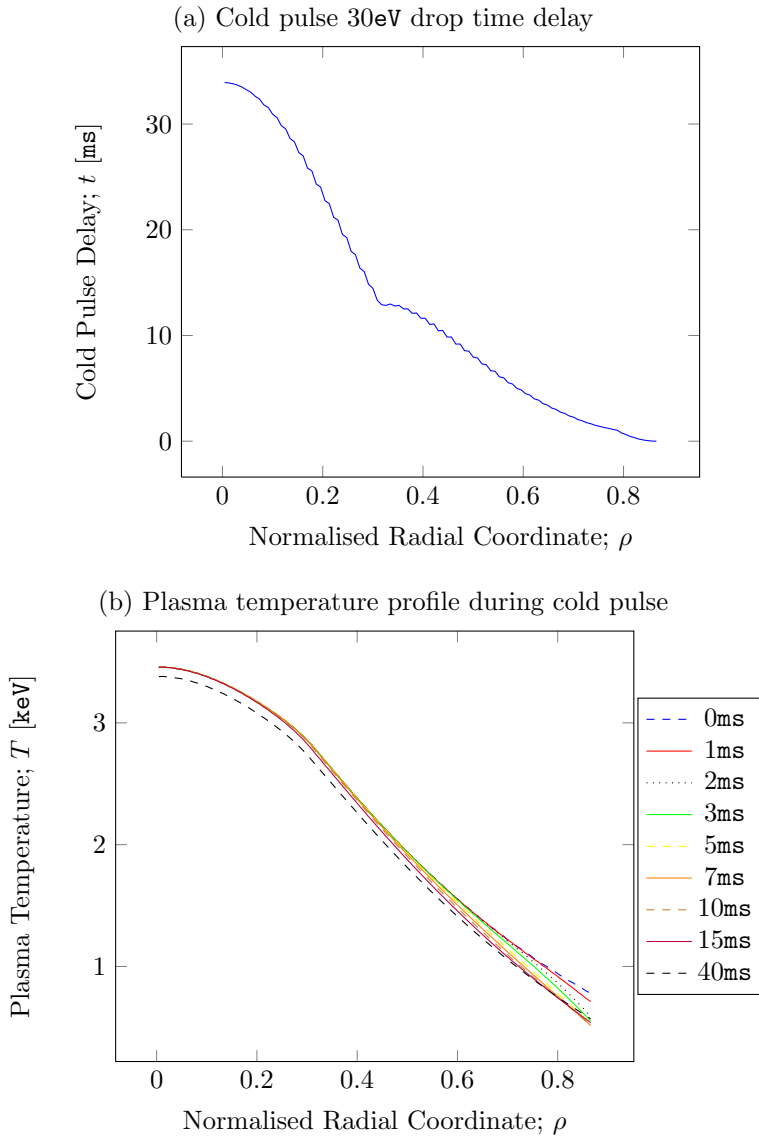 (a) Cold pulse 30eV drop time delay
30
20
10
0
Cold Pulse Delay; t [ms]
0 0.2 0.4 0.6 0.8
Normalised Radial Coordinate; ρ
(b) Plasma temperature profile during cold pulse
3
2
1
Plasma Temperature; T [keV]
0 0.2 0.4 0.6 0.8
Normalised Radial Coordinate; ρ
0ms
1ms
2ms
3ms
5ms
7ms
10ms
15ms
40ms